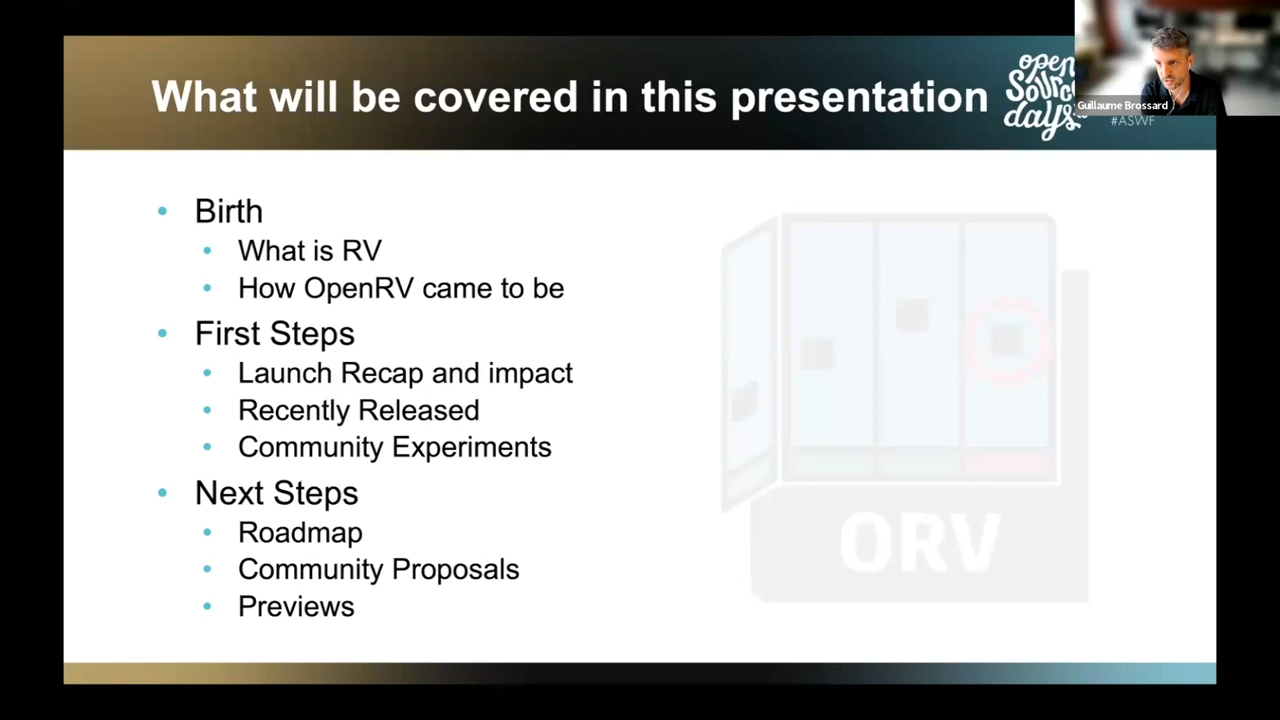 What will be covered in this presentation
open
Source
days
Guillaume Brossard
#ASWF
• Birth
• What is RV
• How OpenRV came to be
• First Steps
• Launch Recap and impact
• Recently Released
• Community Experiments
• Next Steps
• Roadmap
• Community Proposals
• Previews
ORV